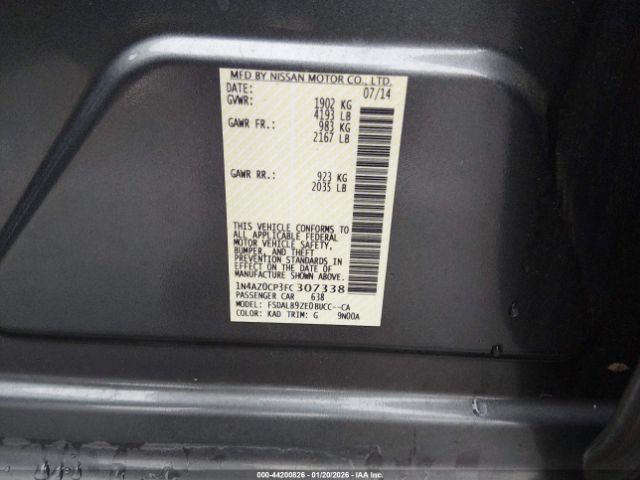 MFD.BY NISSAN MOTOR CO., LTD.
DATE: 07/14
GVWR: 1902 KG
4193 LB
GAWR FR.: 983 KG
2167 LB
GAWR RR.: 923 KG
2035 LB
THIS VEHICLE CONFORMS TO
ALL APPLICABLE FEDERAL
MOTOR VEHICLE SAFETY,
BUMPER, AND THEFT
PREVENTION STANDARDS
IN EFFECT ON THE DATE OF
MANUFACTURE SHOWN ABOVE.
1N4AZ0CP3FC307338
PASSENGER CAR 638
MODEL: FSDAL89ZE0BUCC--CA
COLOR: KAD TRIM: G 9N00A
000-44200826 - 01/20/2026 - IAA Inc.